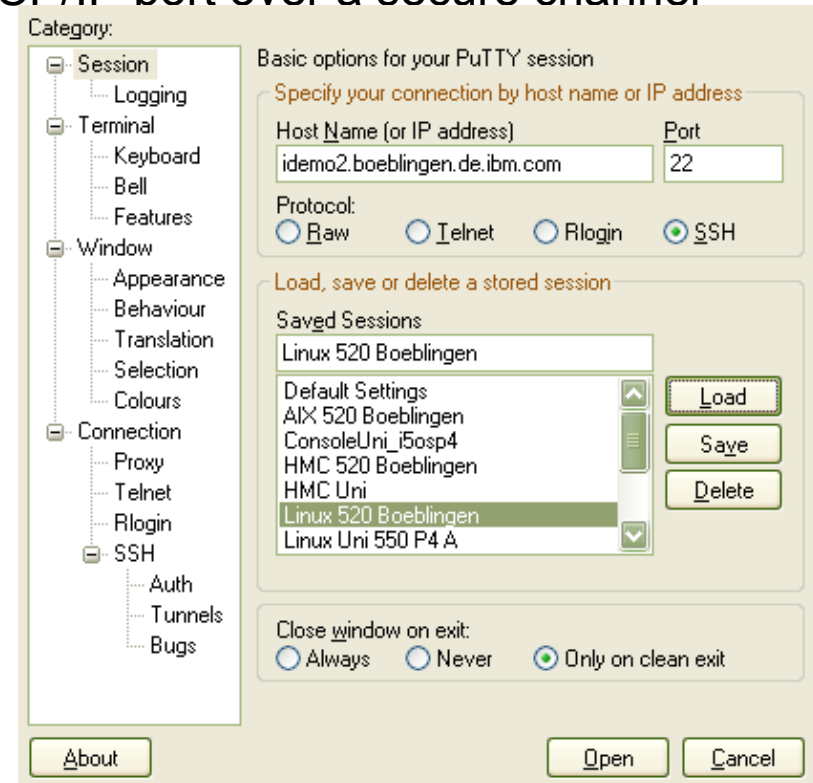 /IP port over a secure channel
Category:
Session
Logging
Terminal
Keyboard
Bell
Features
Window
Appearance
Behaviour
Translation
Selection
Colours
Connection
Proxy
Telnet
Rlogin
SSH
Auth
Tunnels
Bugs
Basic options for your PuTTY session
Specify your connection by host name or IP address
Host Name (or IP address) Port
idemo2.boeblingen.de.ibm.com 22
Protocol:
Raw Telnet Rlogin SSH
Load, save or delete a stored session
Saved Sessions
Linux 520 Boeblingen
Default Settings
AIX 520 Boeblingen
ConsoleUni_i5osp4
HMC 520 Boeblingen
HMC Uni
Linux 520 Boeblingen
Linux Uni 550 P4 A
Load
Save
Delete
Close window on exit:
Always Never Only on clean exit
About Open Cancel